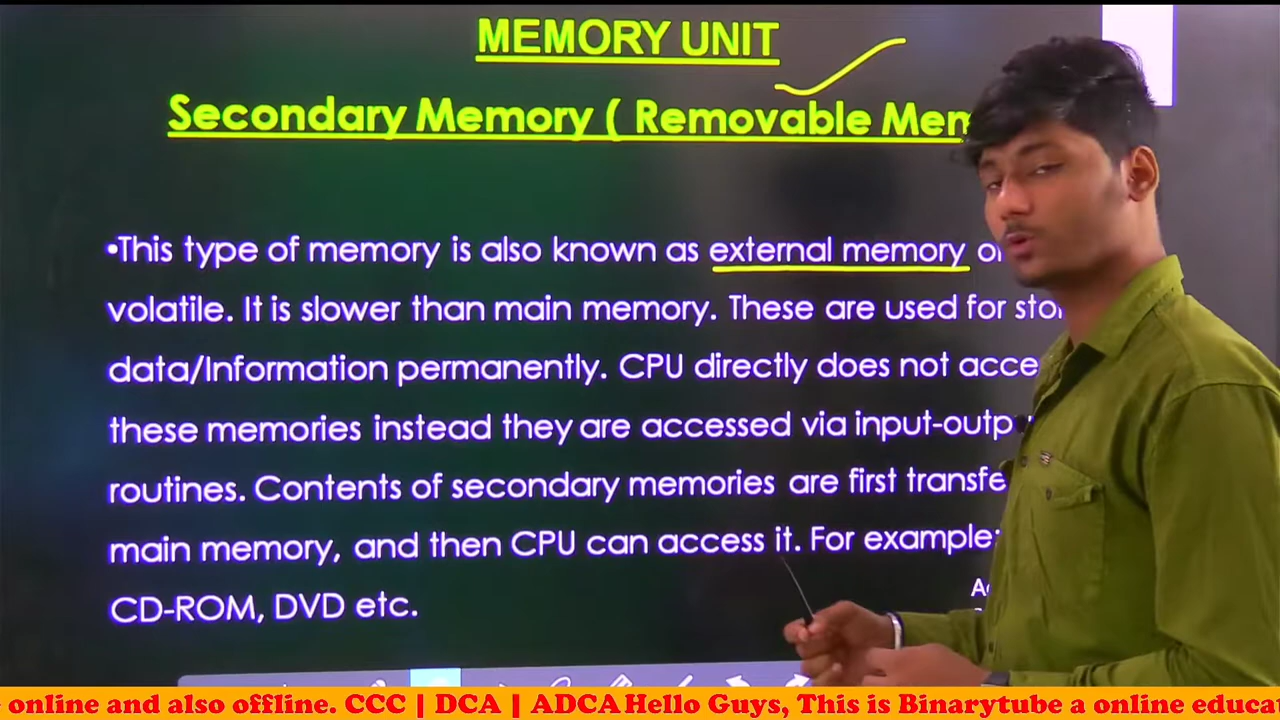 MEMORY UNIT
Secondary Memory ( Removable Mem
•This type of memory is also known as external memory or
volatile. It is slower than main memory. These are used for stor
data/Information permanently. CPU directly does not acce
these memories instead they are accessed via input-outp
routines. Contents of secondary memories are first transfe
main memory, and then CPU can access it. For example:
CD-ROM, DVD etc.
online and also offline. CCC | DCA | ADCA Hello Guys, This is Binarytube a online educa